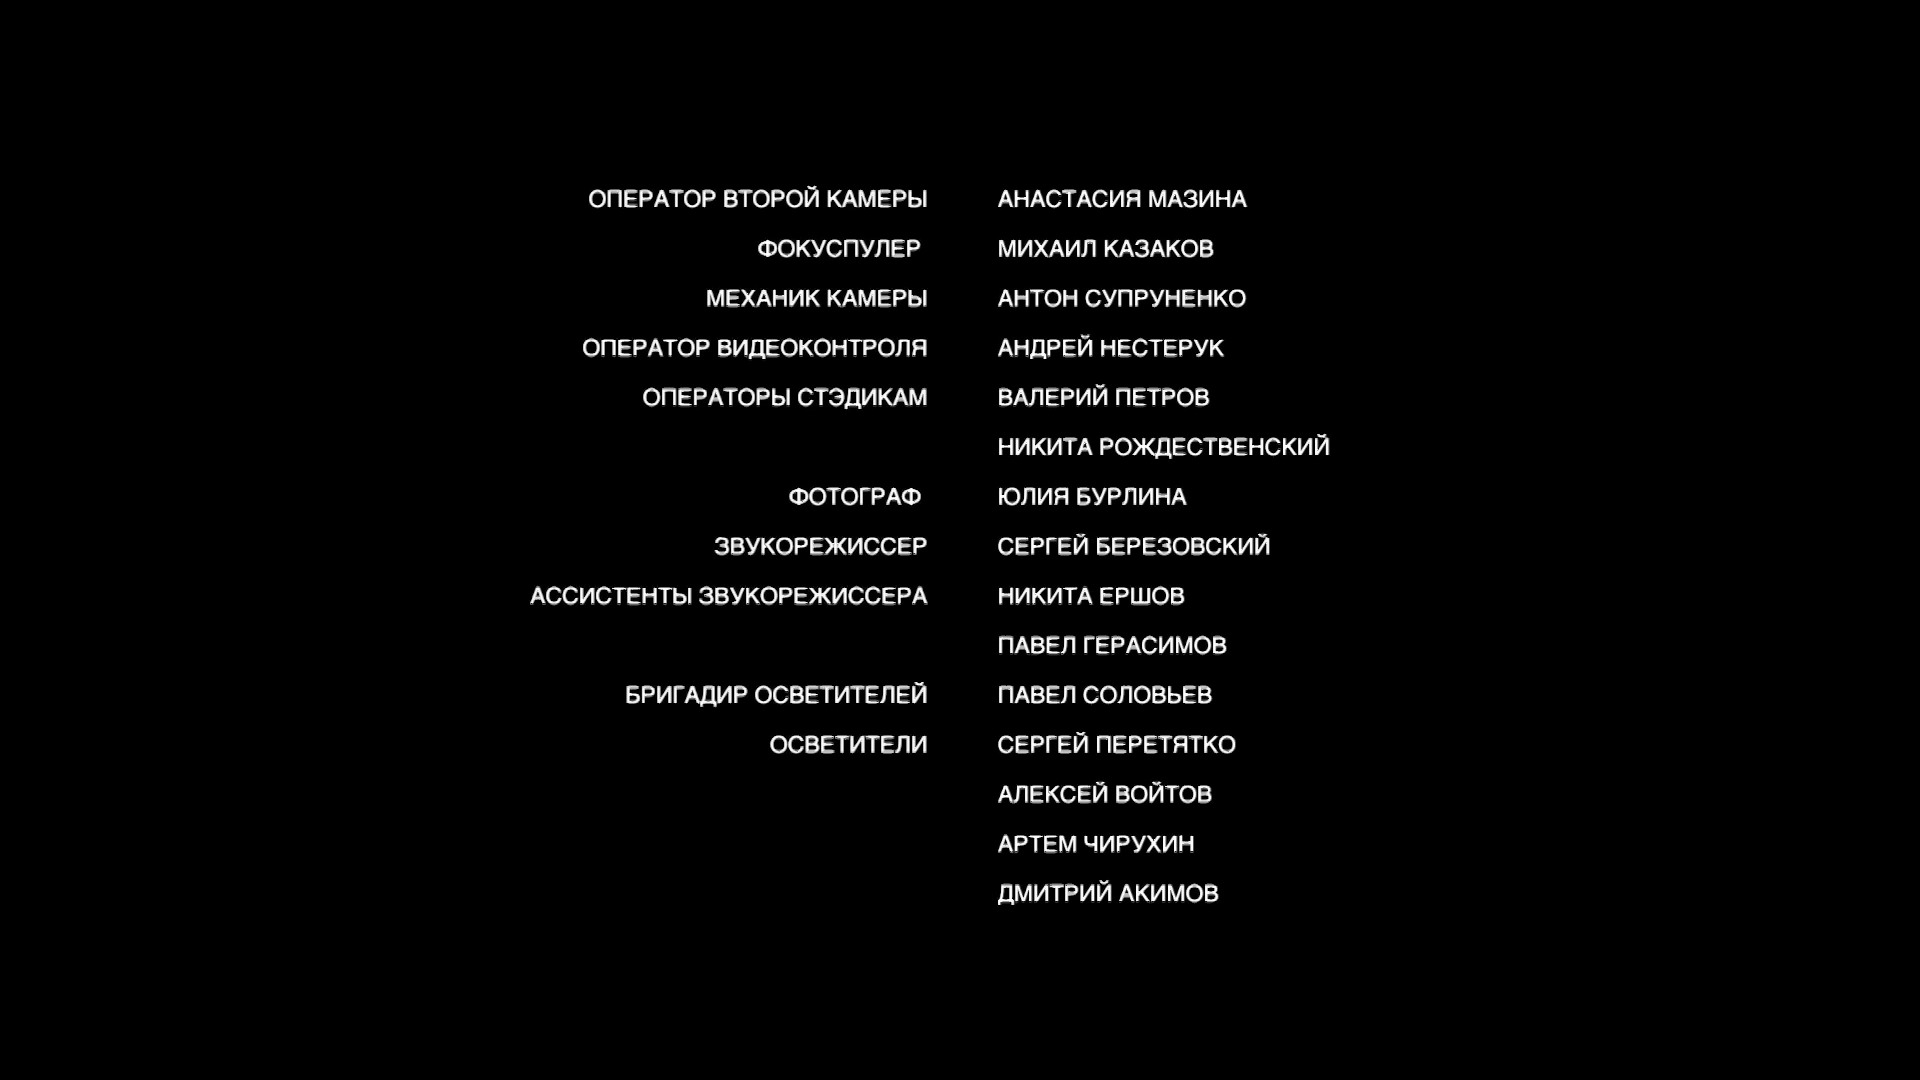 ОПЕРАТОР ВТОРОЙ КАМЕРЫ АНАСТАСИЯ МАЗИНА
ФОКУСПУЛЕР МИХАИЛ КАЗАКОВ
МЕХАНИК КАМЕРЫ АНТОН СУПРУНЕНКО
ОПЕРАТОР ВИДЕОКОНТРОЛЯ АНДРЕЙ НЕСТЕРУК
ОПЕРАТОРЫ СТЭДИКАМ ВАЛЕРИЙ ПЕТРОВ
НИКИТА РОЖДЕСТВЕНСКИЙ
ФОТОГРАФ ЮЛИЯ БУРЛИНА
ЗВУКОРЕЖИССЕР СЕРГЕЙ БЕРЕЗОВСКИЙ
АССИСТЕНТЫ ЗВУКОРЕЖИССЕРА НИКИТА ЕРШОВ
ПАВЕЛ ГЕРАСИМОВ
БРИГАДИР ОСВЕТИТЕЛЕЙ ПАВЕЛ СОЛОВЬЕВ
ОСВЕТИТЕЛИ СЕРГЕЙ ПЕРЕТЯТКО
АЛЕКСЕЙ ВОЙТОВ
АРТЕМ ЧИРУХИН
ДМИТРИЙ АКИМОВ